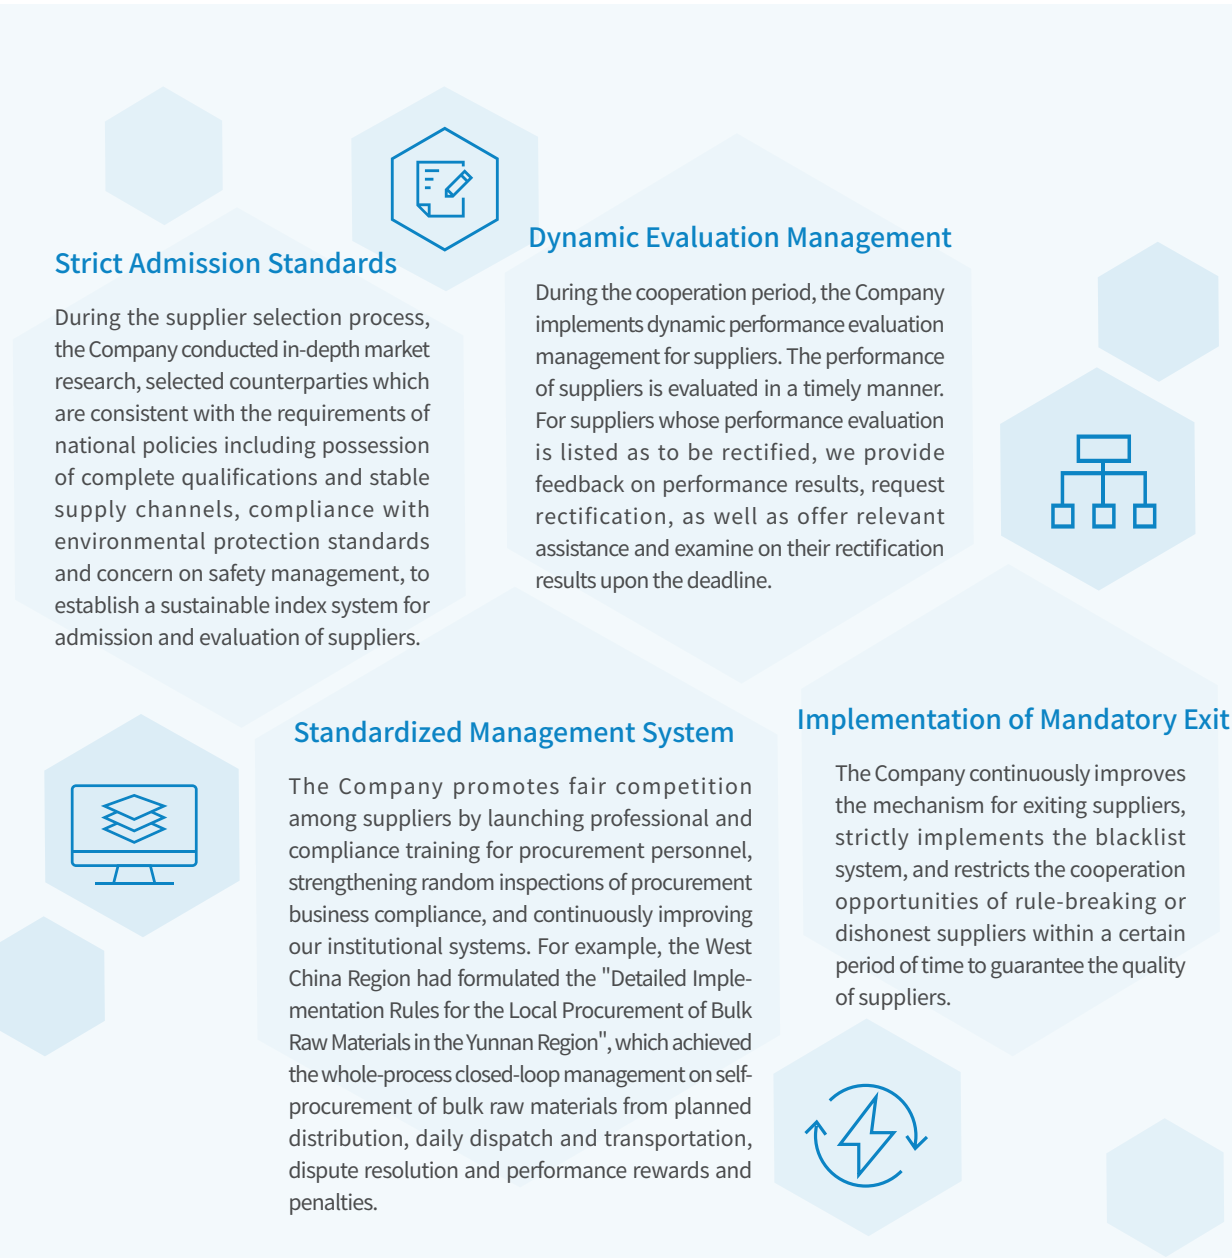 Strict Admission Standards
During the supplier selection process,
the Company conducted in-depth market
research, selected counterparties which
are consistent with the requirements of
national policies including possession
of complete qualifications and stable
supply channels, compliance with
environmental protection standards
and concern on safety management, to
establish a sustainable index system for
admission and evaluation of suppliers.
Dynamic Evaluation Management
During the cooperation period, the Company
implements dynamic performance evaluation
management for suppliers. The performance
of suppliers is evaluated in a timely manner.
For suppliers whose performance evaluation
is listed as to be rectified, we provide
feedback on performance results, request
rectification, as well as offer relevant
assistance and examine on their rectification
results upon the deadline.
Standardized Management System
The Company promotes fair competition
among suppliers by launching professional and
compliance training for procurement personnel,
strengthening random inspections of procurement
business compliance, and continuously improving
our institutional systems. For example, the West
China Region had formulated the "Detailed Imple-
mentation Rules for the Local Procurement of Bulk
Raw Materials in the Yunnan Region", which achieved
the whole-process closed-loop management on self-
procurement of bulk raw materials from planned
distribution, daily dispatch and transportation,
dispute resolution and performance rewards and
penalties.
Implementation of Mandatory Exit
The Company continuously improves
the mechanism for exiting suppliers,
strictly implements the blacklist
system, and restricts the cooperation
opportunities of rule-breaking or
dishonest suppliers within a certain
period of time to guarantee the quality
of suppliers.